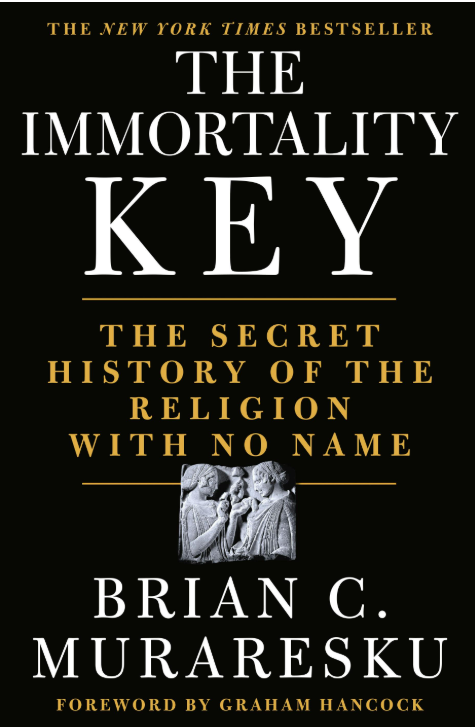 THE NEW YORK TIMES BESTSELLER
THE
IMMORTALITY
KEY
THE SECRET
HISTORY OF THE
RELIGION
WITH NO NAME
BRIAN C.
MURARESKU
FOREWORD BY GRAHAM HANCOCK